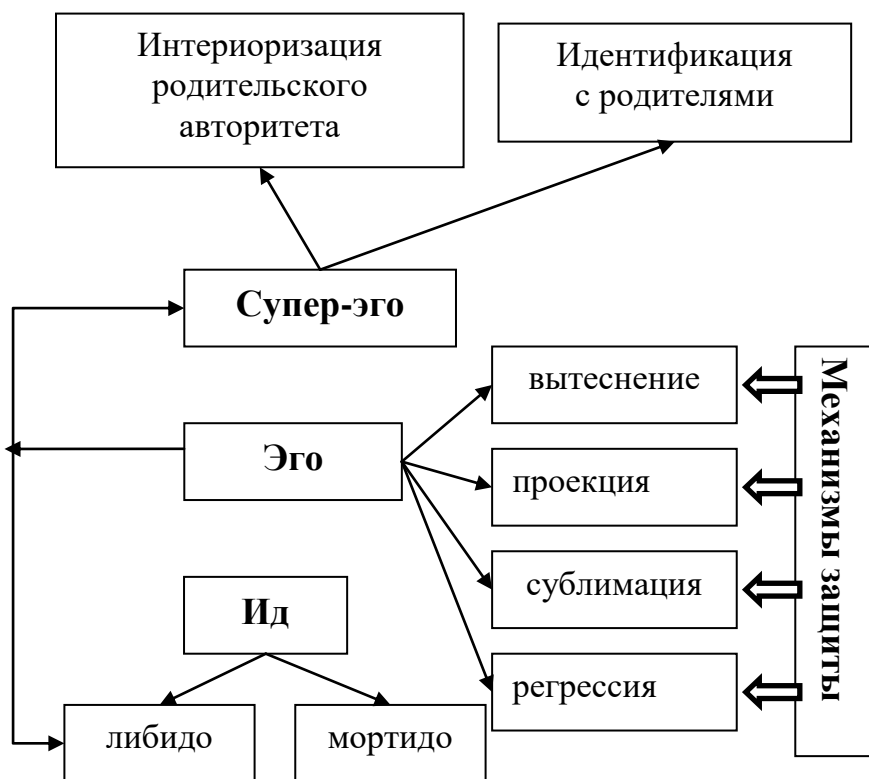 Интериоризация
родительского
авторитета
Идентификация
с родителями
Супер-эго
вытеснение
Эго
проекция
сублимация
Ид
регрессия
либидо
мортидо
Механизмы защиты